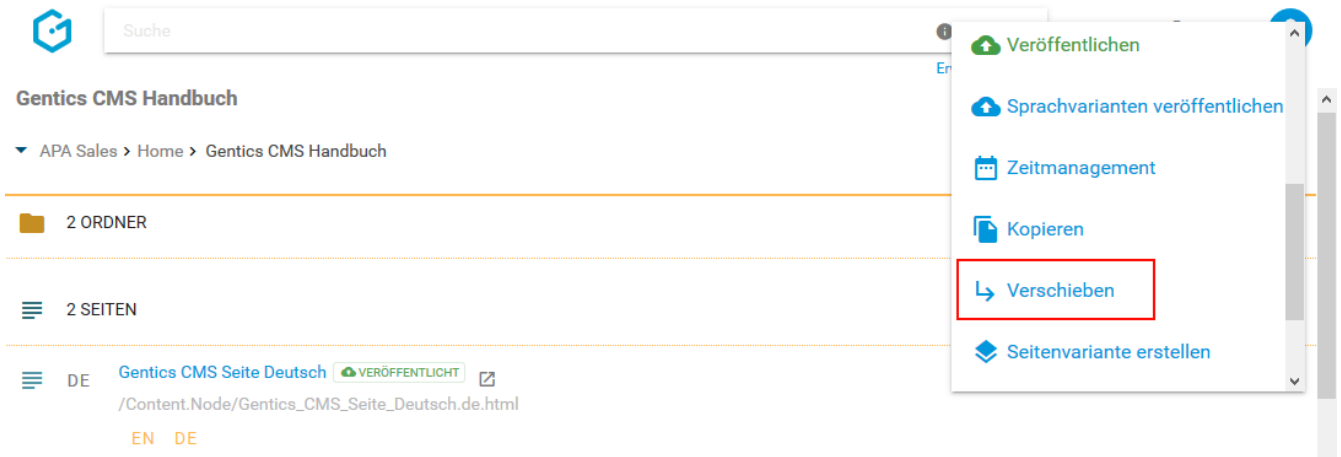 Suche
Er
Gentics CMS Handbuch
APA Sales > Home > Gentics CMS Handbuch
2 ORDNER
2 SEITEN
DE Gentics CMS Seite Deutsch VERÖFFENTLICHT
/Content.Node/Gentics_CMS_Seite_Deutsch.de.html
EN DE
Veröffentlichen
Sprachvarianten veröffentlichen
Zeitmanagement
Kopieren
Verschieben
Seitenvariante erstellen